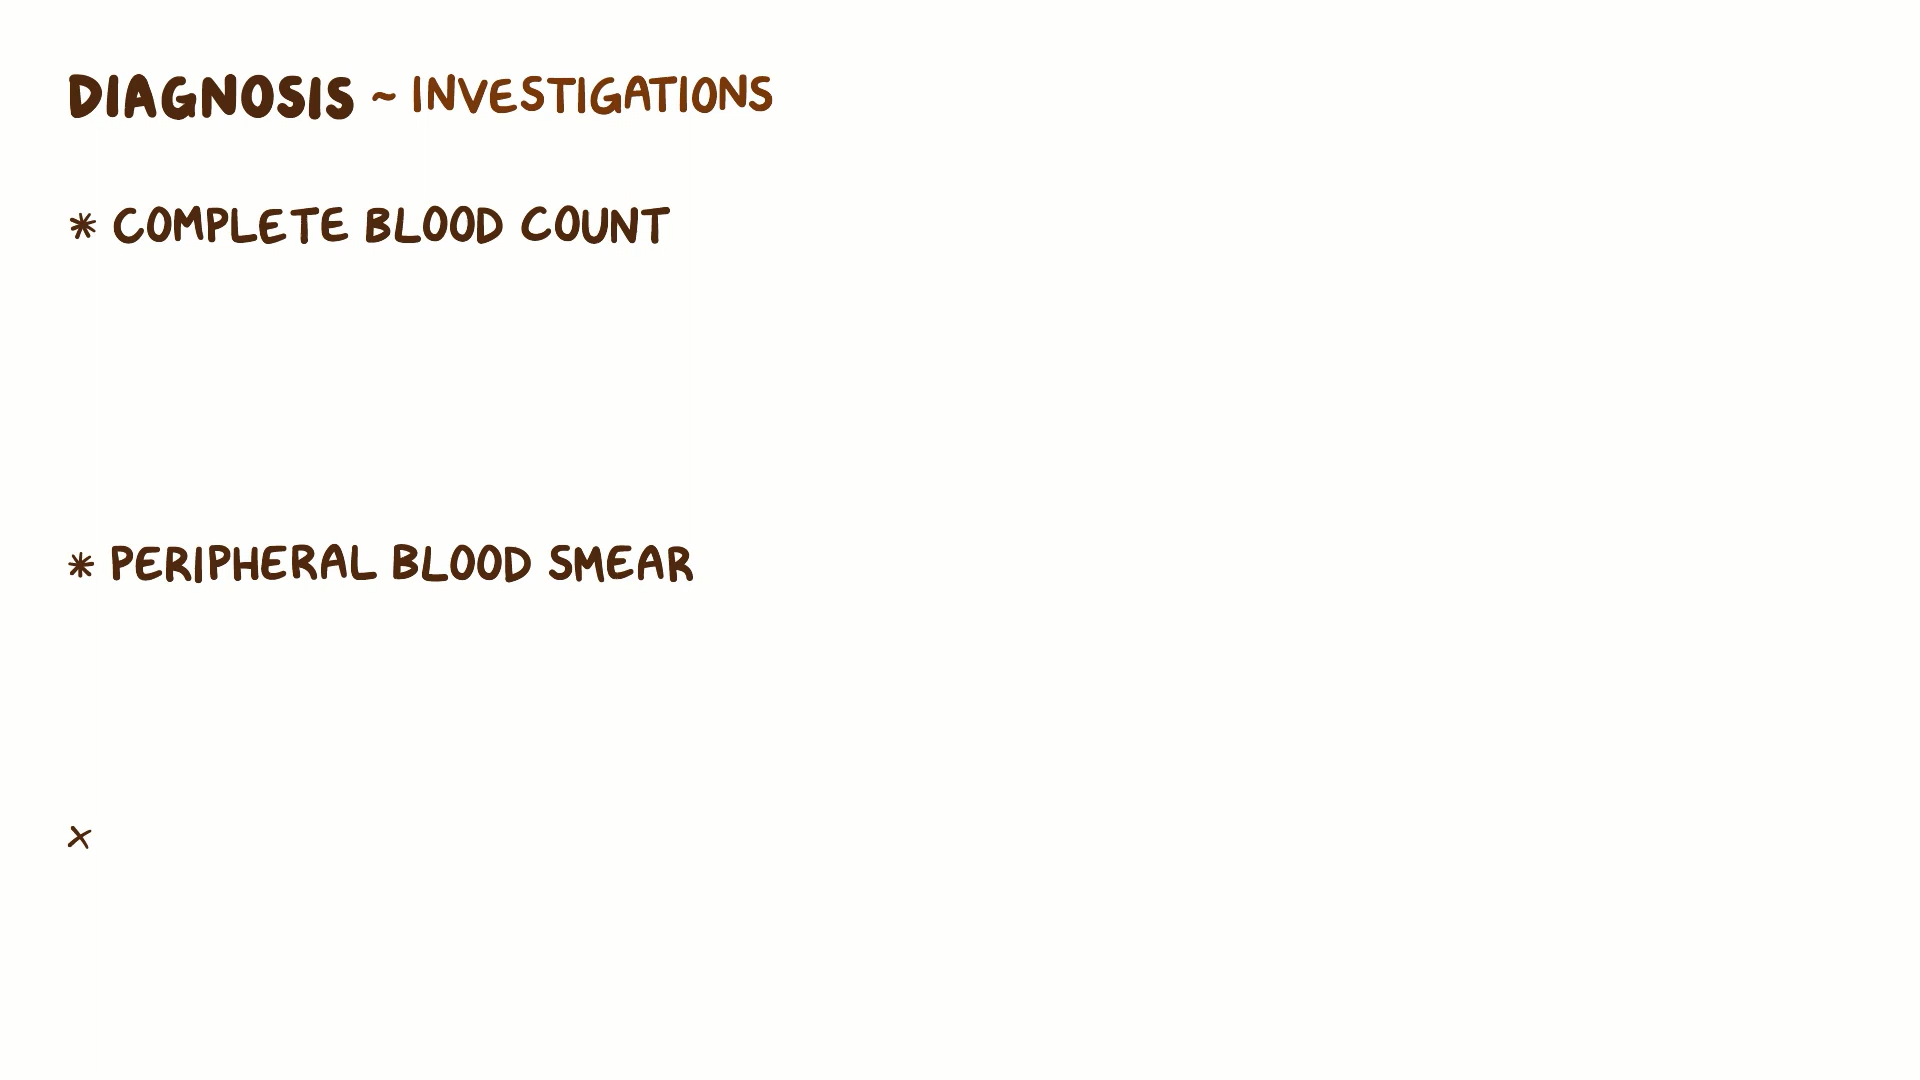 DIAGNOSIS ~ INVESTIGATIONS
* COMPLETE BLOOD COUNT
* PERIPHERAL BLOOD SMEAR